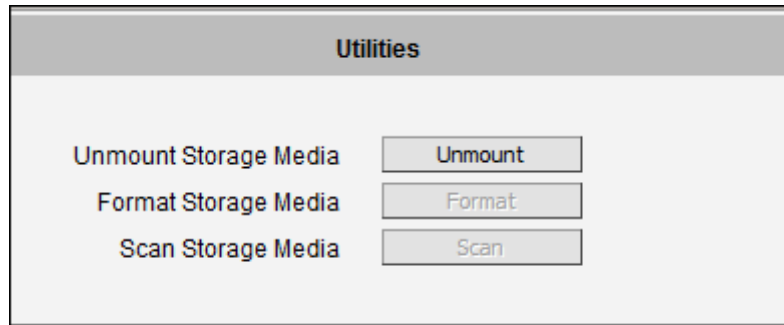 Utilities
Unmount Storage Media Unmount
Format Storage Media Format
Scan Storage Media Scan